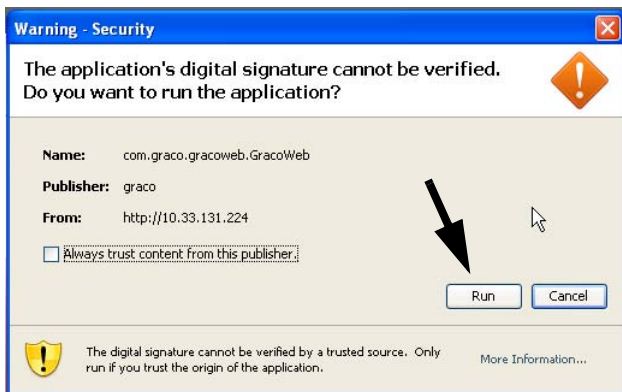 Warning - Security
The application's digital signature cannot be verified.
Do you want to run the application?
Name: com.graco.gracoweb.GracoWeb
Publisher: graco
From: http://10.33.131.224
Always trust content from this publisher.
Run Cancel
The digital signature cannot be verified by a trusted source. Only
run if you trust the origin of the application.
More Information...